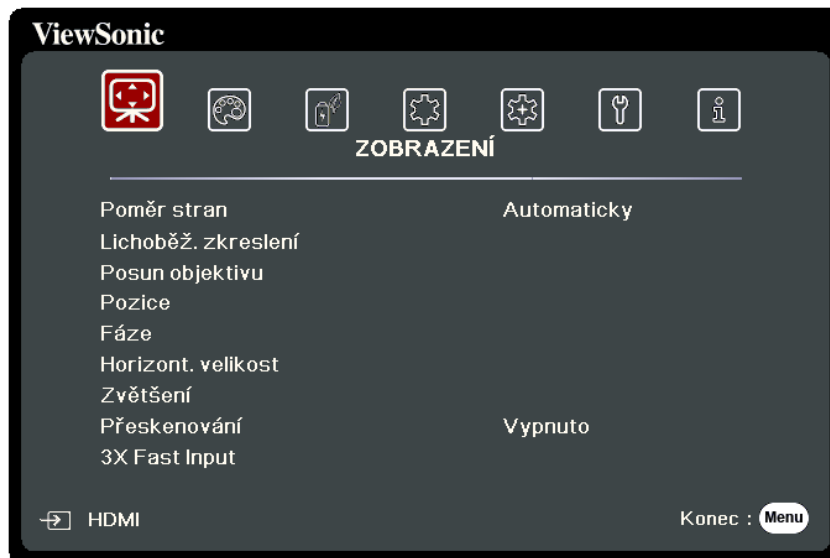 ViewSonic
ZOBRAZENÍ
Poměr stran Automaticky
Lichoběž. zkreslení
Posun objektivu
Pozice
Fáze
Horizont. velikost
Zvětšení
Přeskenování Vypnuto
3X Fast Input
HDMI Konec : Menu